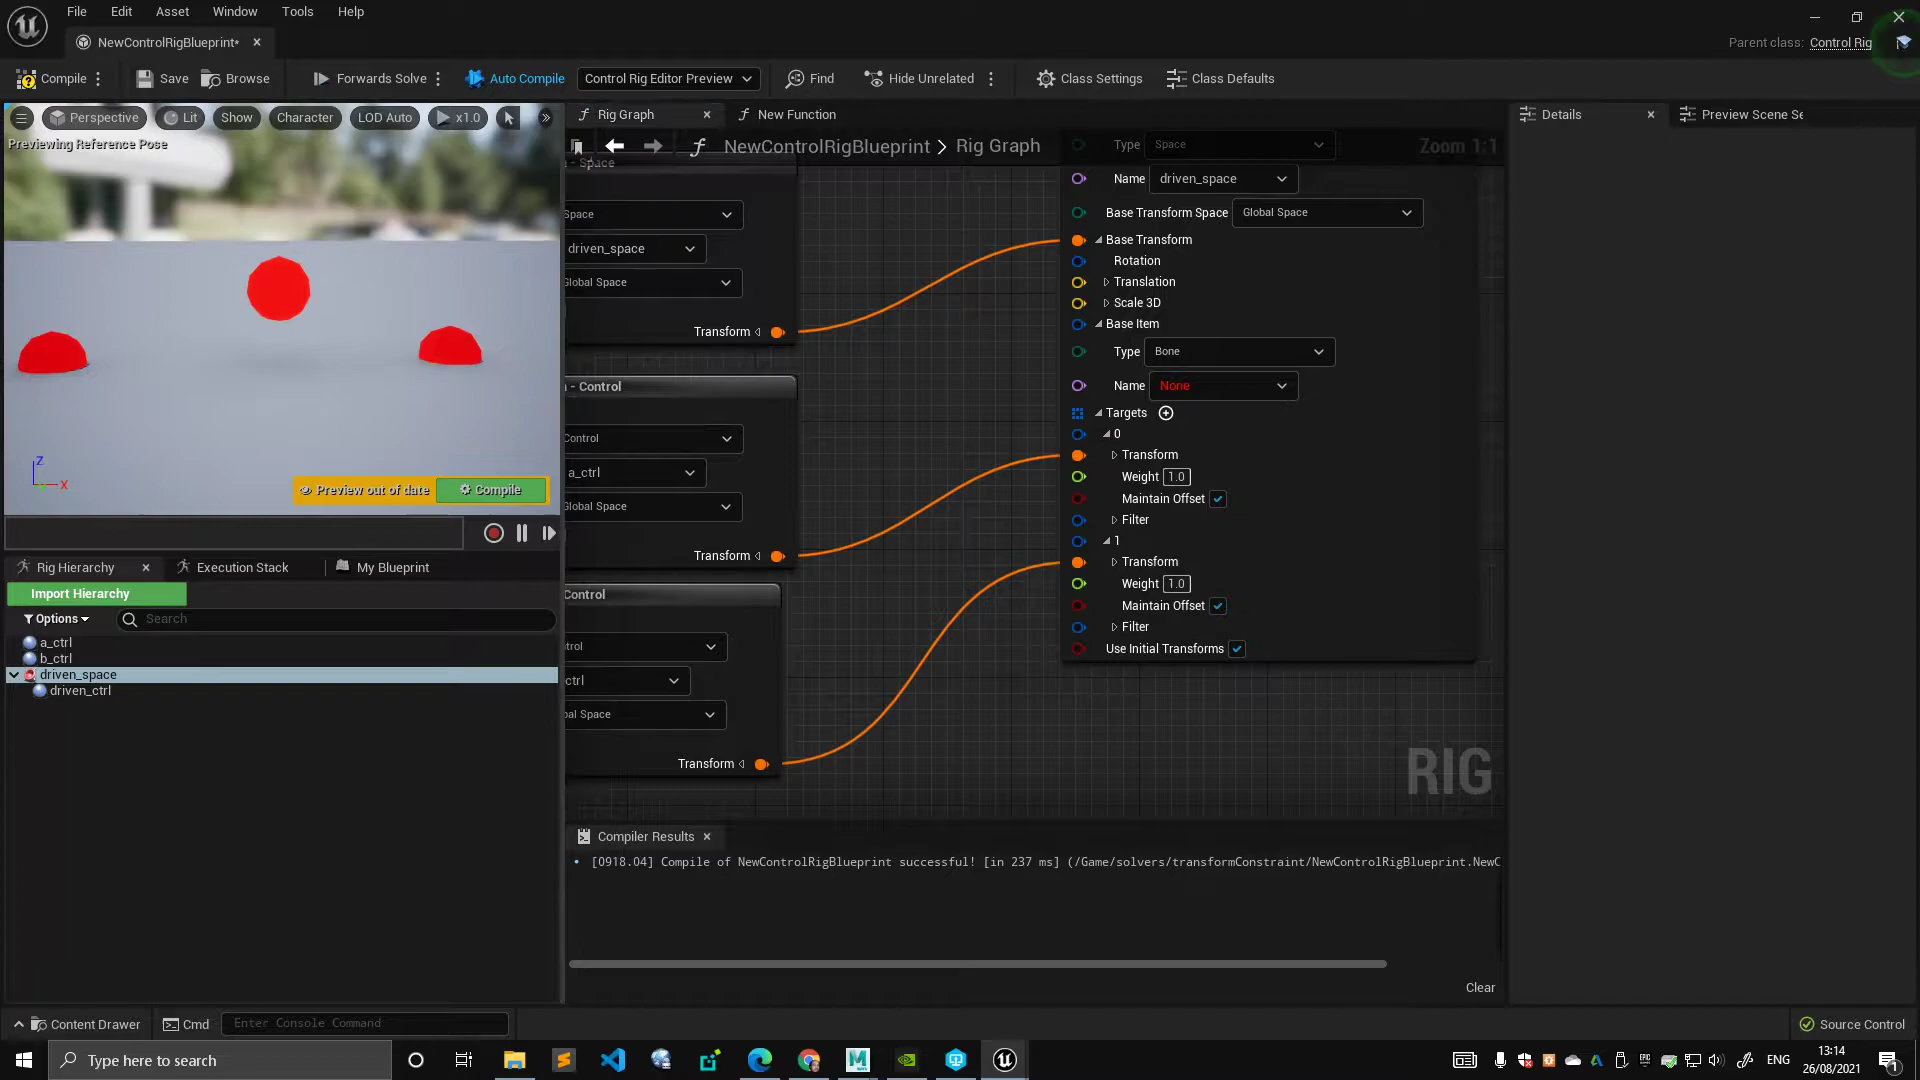 File Edit Asset Window Tools Help
NewControlRigBlueprint*
Parent class: Control Rig
Compile Save Browse Forwards Solve Auto Compile Control Rig Editor Preview Find Hide Unrelated Class Settings Class Defaults
Perspective Lit Show Character LOD Auto x1.0
Previewing Reference Pose
Z
X
Preview out of date Compile
Rig Hierarchy Execution Stack My Blueprint
Import Hierarchy
Options Search
a_ctrl
b_ctrl
driven_space
driven_ctrl
Rig Graph New Function
NewControlRigBlueprint > Rig Graph Zoom 1:1
- Space
Space
driven_space
Global Space
Transform
- Control
Control
a_ctrl
Global Space
Transform
Control
trol
ctrl
bal Space
Transform
Type Space
Name driven_space
Base Transform Space Global Space
Base Transform
Rotation
Translation
Scale 3D
Base Item
Type Bone
Name None
Targets
0
Transform
Weight 1.0
Maintain Offset
Filter
1
Transform
Weight 1.0
Maintain Offset
Filter
Use Initial Transforms
RIG
Compiler Results
[0918.04] Compile of NewControlRigBlueprint successful! [in 237 ms] (/Game/solvers/transformConstraint/NewControlRigBlueprint.NewC
Clear
Details Preview Scene Se
Content Drawer Cmd Enter Console Command Source Control
Type here to search
ENG
13:14
26/08/2021